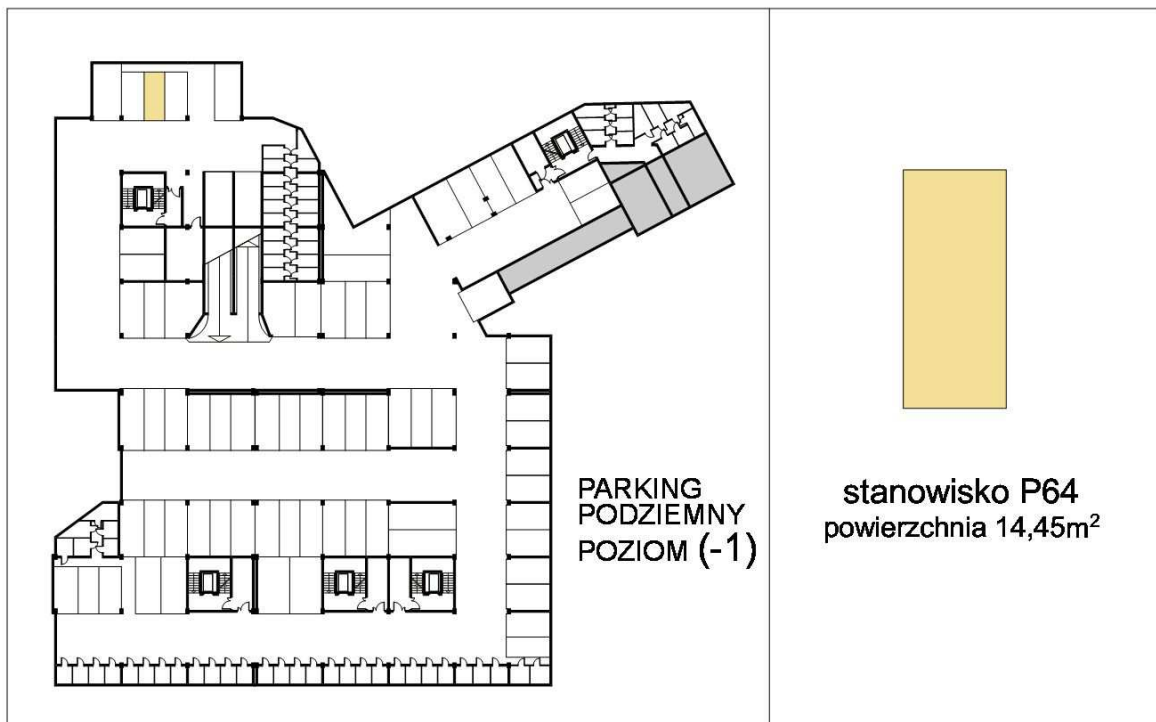 PARKING
PODZIEMNY
POZIOM (-1)
stanowisko P64
powierzchnia 14,45m²